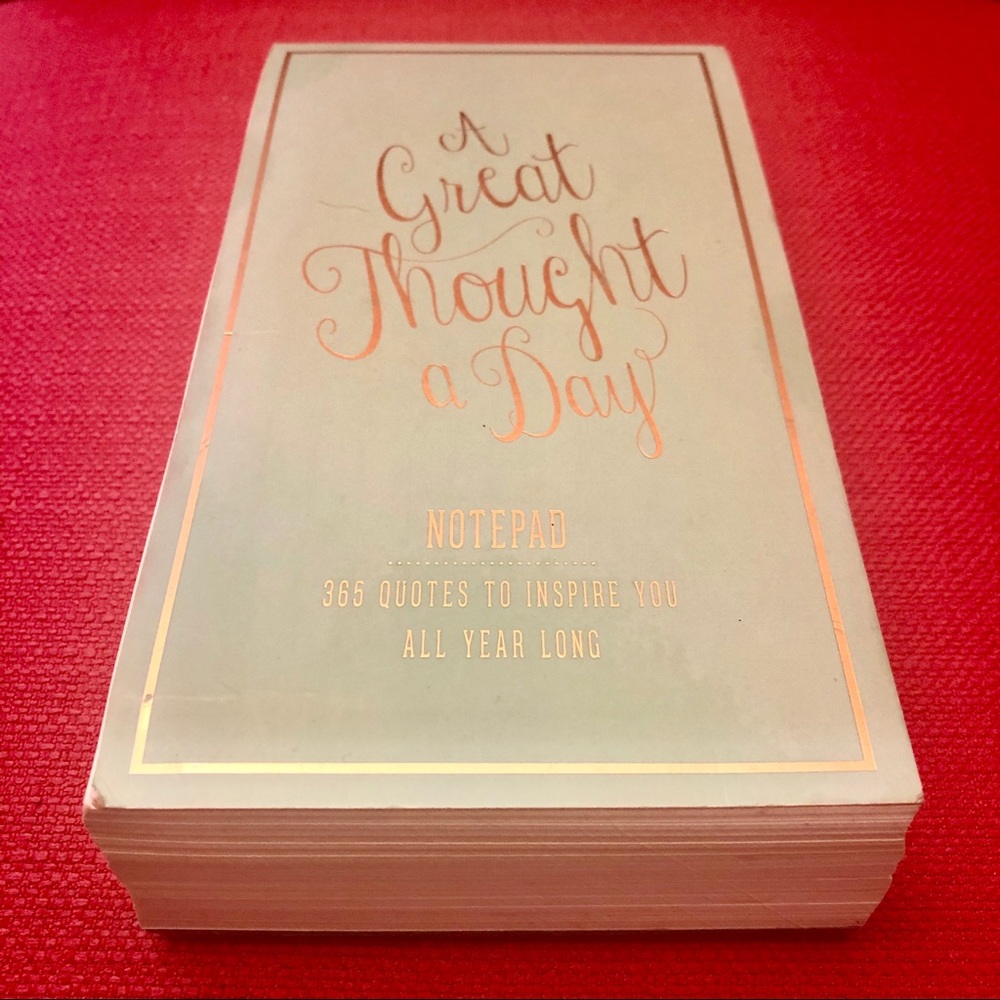 A
Great
Thought
a Day
NOTEPAD
365 QUOTES TO INSPIRE YOU
ALL YEAR LONG